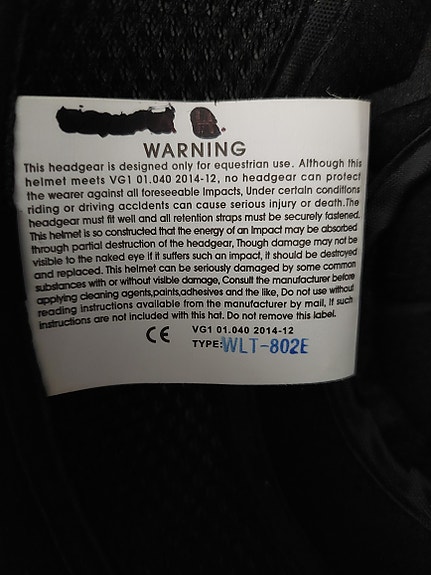 WARNING
This headgear is designed only for equestrian use. Although this
helmet meets VG1 01.040 2014-12, no headgear can protect
the wearer against all foreseeable Impacts, Under certain conditions
riding or driving accidents can cause serious injury or death.The
headgear must fit well and all retention straps must be securely fastened.
This helmet is so constructed that the energy of an Impact may be absorbed
through partial destruction of the headgear, Though damage may not be
visible to the naked eye if it suffers such an impact, It should be destroyed
and replaced. This helmet can be seriously damaged by some common
substances with or without visible damage, Consult the manufacturer before
applying cleaning agents,paints,adhesives and the like, Do not use without
reading Instructions available from the manufacturer by mail, If such
Instructions are not included with this hat. Do not remove this label.
CE VG1 01.040 2014-12
TYPE:WLT-802E